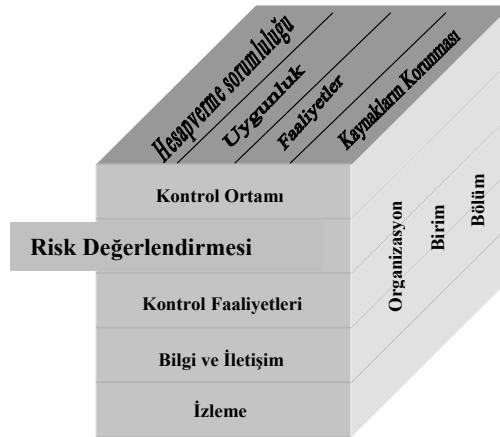 Hesapverme sorumluluğu
Uygunluk
Faaliyetler
Kaynakların Korunması
Kontrol Ortamı
Risk Değerlendirmesi
Kontrol Faaliyetleri
Bilgi ve İletişim
İzleme
Organizasyon
Birim
Bölüm